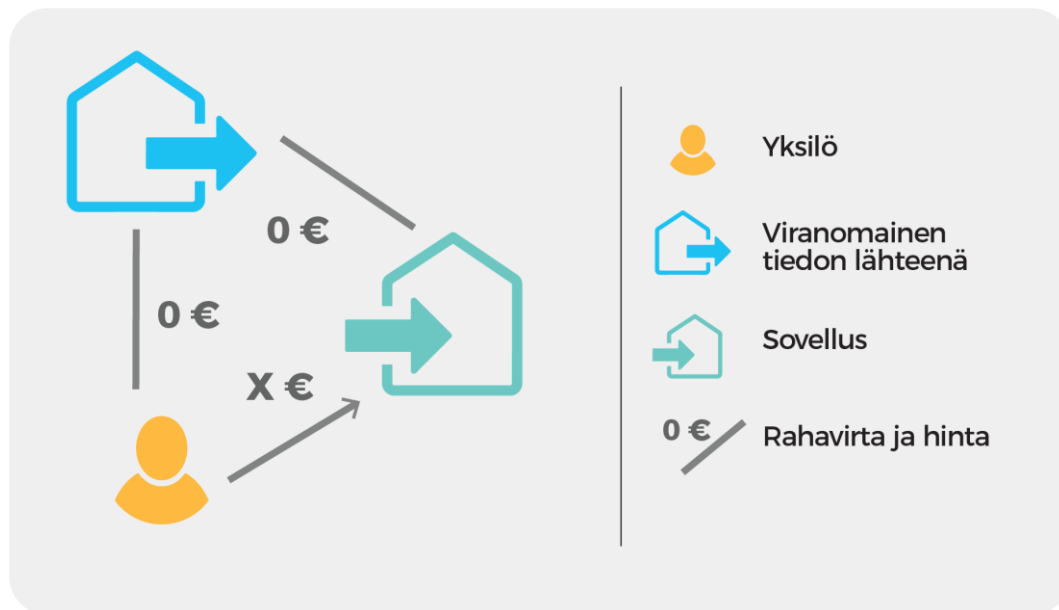 0 €
0 €
X €
Yksilö
Viranomainen
tiedon lähteenä
Sovellus
0 €
Rahavirta ja hinta